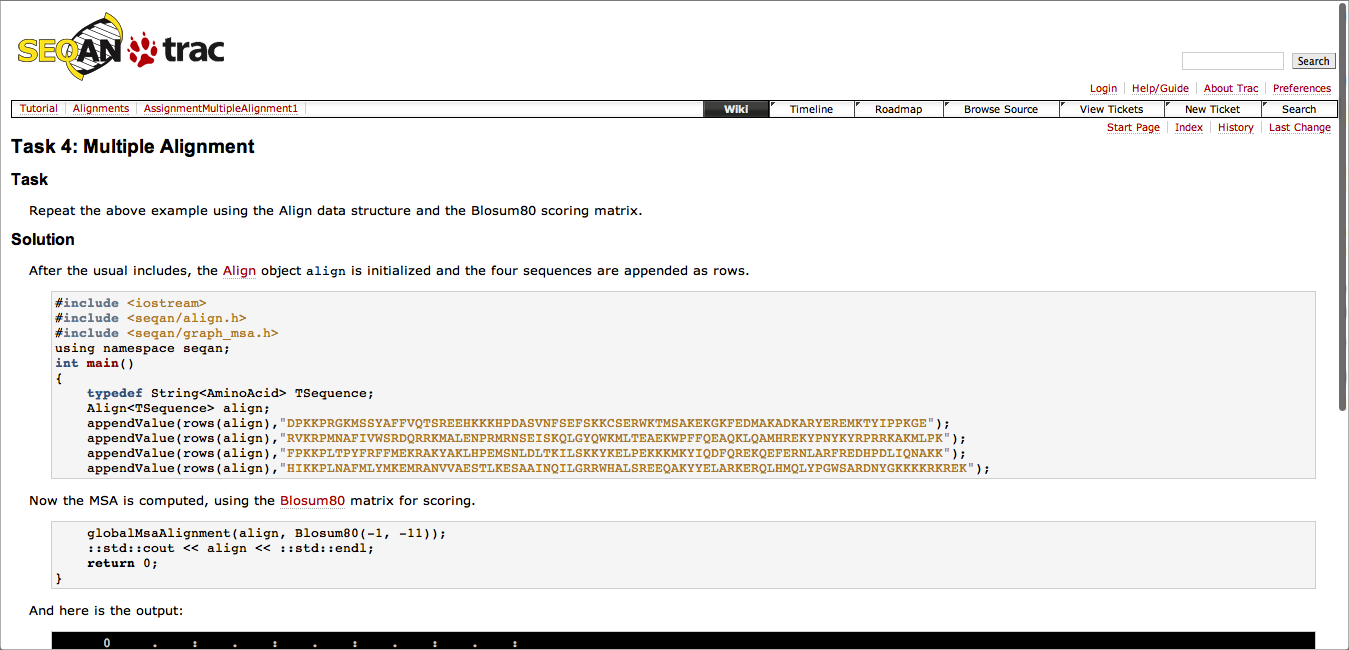 SEQAN trac
Search
Login Help/Guide About Trac Preferences
Tutorial Alignments AssignmentMultipleAlignment1 Wiki Timeline Roadmap Browse Source View Tickets New Ticket Search
Start Page Index History Last Change
Task 4: Multiple Alignment
Task
Repeat the above example using the Align data structure and the Blosum80 scoring matrix.
Solution
After the usual includes, the Align object align is initialized and the four sequences are appended as rows.
#include <iostream>
#include <seqan/align.h>
#include <seqan/graph_msa.h>
using namespace seqan;
int main()
{
    typedef String<AminoAcid> TSequence;
    Align<TSequence> align;
    appendValue(rows(align),"DPKKPRGKMSSYAFFVQTSREEHKKKHPDASVNFSEFSKKCSERWKTMSAKEKGKFEDMAKADKARYEREMKTYIPPKGE");
    appendValue(rows(align),"RVKRPMNAFIVWSRDQRRKMALENPRMRNSEISKQLGYQWKMLTEAEKWPFFQEAQKLQAMHREKYPNYKYRPRRKAKMLPK");
    appendValue(rows(align),"FPKKPLTPYFRFFMEKRAKYAKLHPEMSNLDLTKILSKKYKELPEKKKMKYIQDFQREKQEFERNLARFREDHPDLIQNAKK");
    appendValue(rows(align),"HIKKPLNAFMLYMKEMRANVVAESTLKESAAINQILGRRWHALSREEQAKYYELARKERQLHMQLYPGWSARDNYGKKKKRKREK");
Now the MSA is computed, using the Blosum80 matrix for scoring.
    globalMsaAlignment(align, Blosum80(-1, -11));
    ::std::cout << align << ::std::endl;
    return 0;
}
And here is the output:
0 . : . : . : . : . :